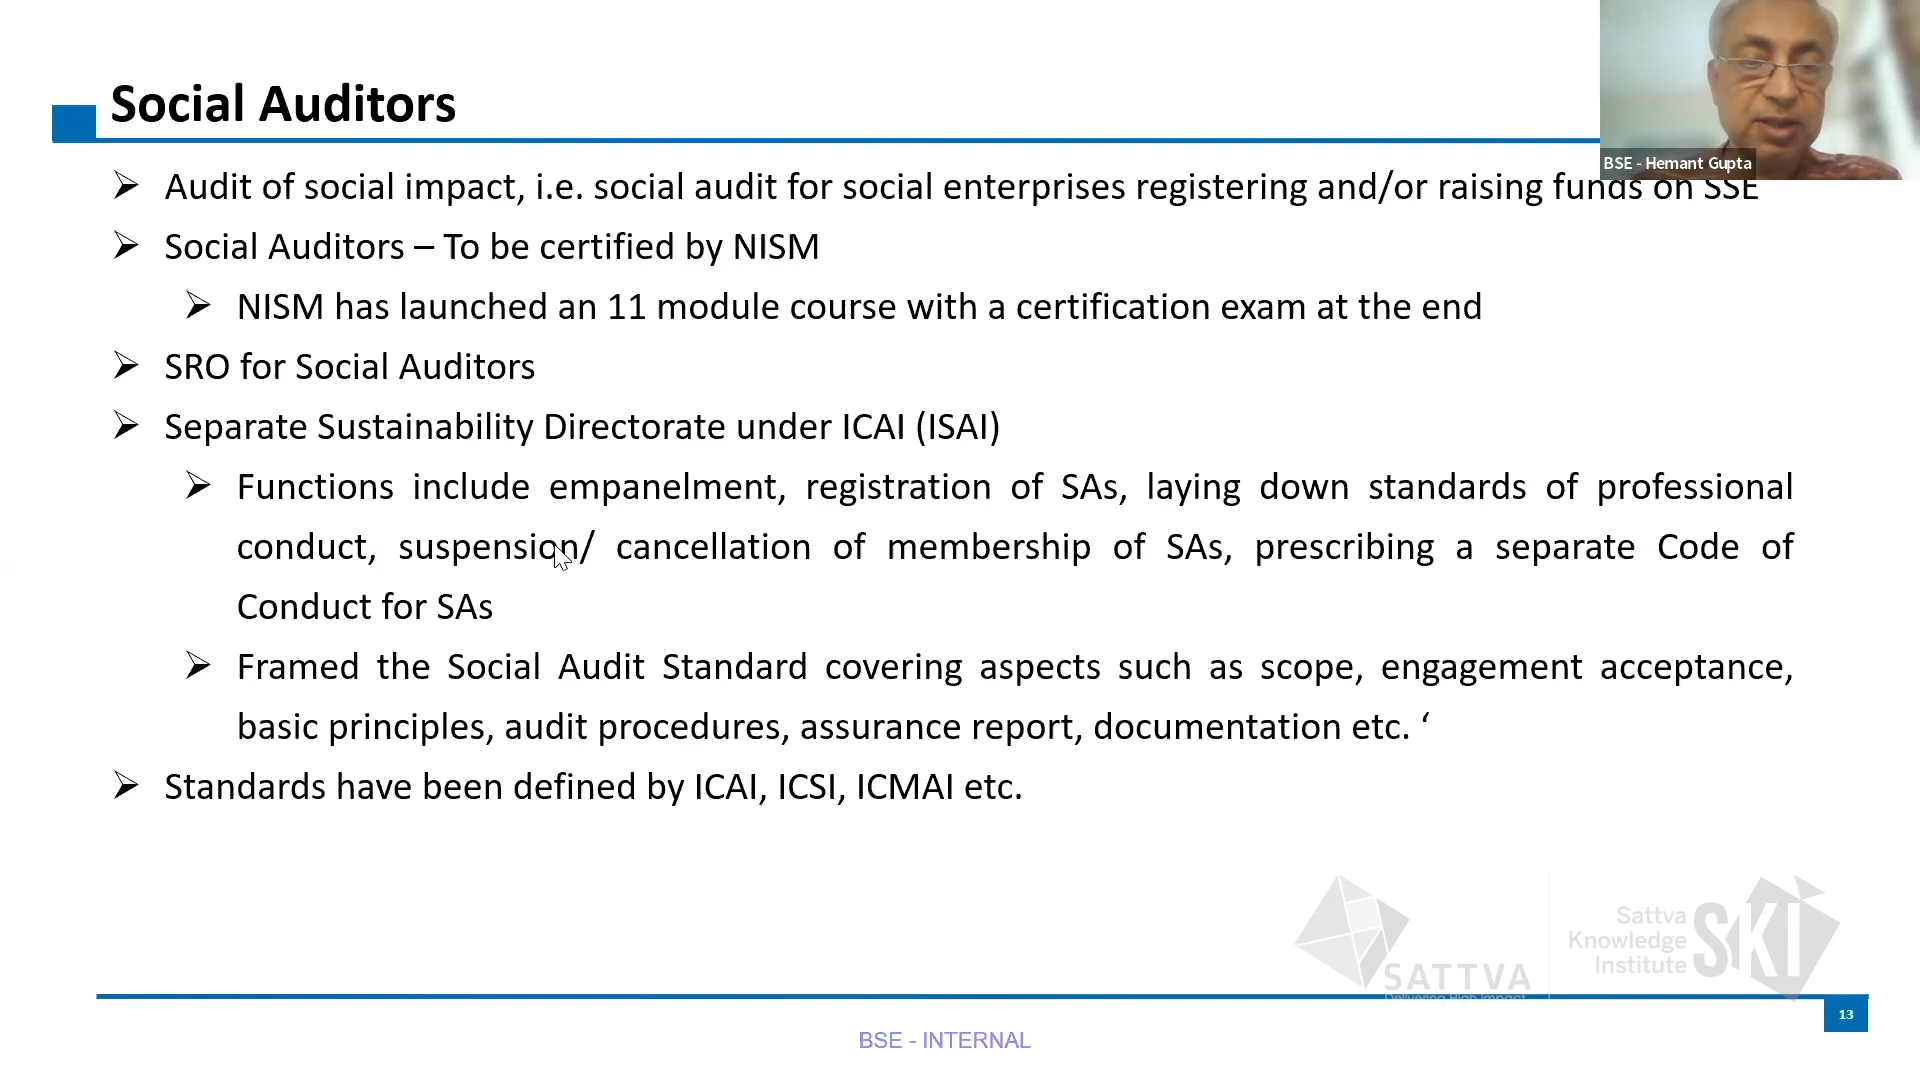 Social Auditors
BSE - Hemant Gupta
Audit of social impact, i.e. social audit for social enterprises registering and/or raising funds on SSE
Social Auditors – To be certified by NISM
NISM has launched an 11 module course with a certification exam at the end
SRO for Social Auditors
Separate Sustainability Directorate under ICAI (ISAI)
Functions include empanelment, registration of SAs, laying down standards of professional
conduct, suspension/ cancellation of membership of SAs, prescribing a separate Code of
Conduct for SAs
Framed the Social Audit Standard covering aspects such as scope, engagement acceptance,
basic principles, audit procedures, assurance report, documentation etc. ‘
Standards have been defined by ICAI, ICSI, ICMAI etc.
SATTVA
Delivering High Impact
Sattva
Knowledge
Institute
SKI
13
BSE - INTERNAL